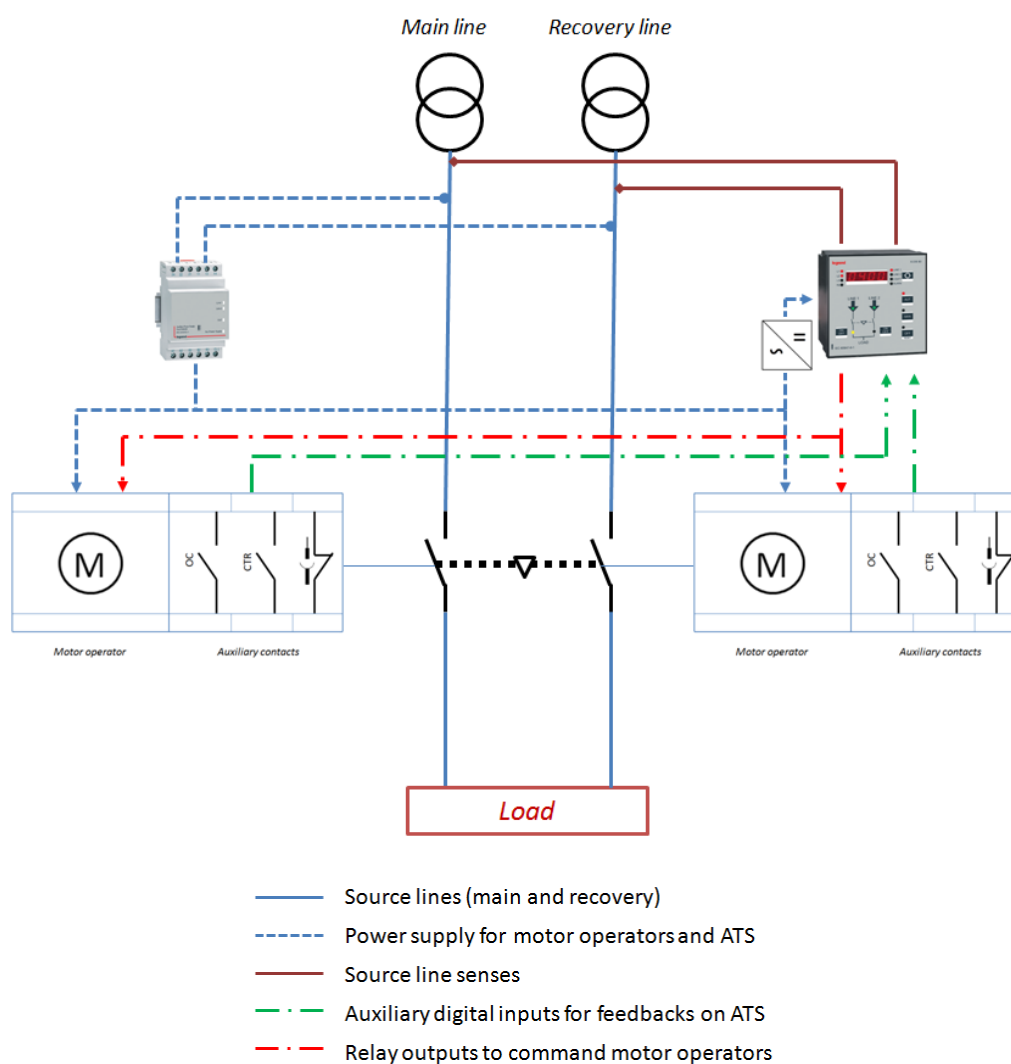 Main line
Recovery line
legrand
M
OC
CTR
M
OC
CTR
Motor operator
Auxiliary contacts
Motor operator
Auxiliary contacts
Load
Source lines (main and recovery)
Power supply for motor operators and ATS
Source line senses
Auxiliary digital inputs for feedbacks on ATS
Relay outputs to command motor operators